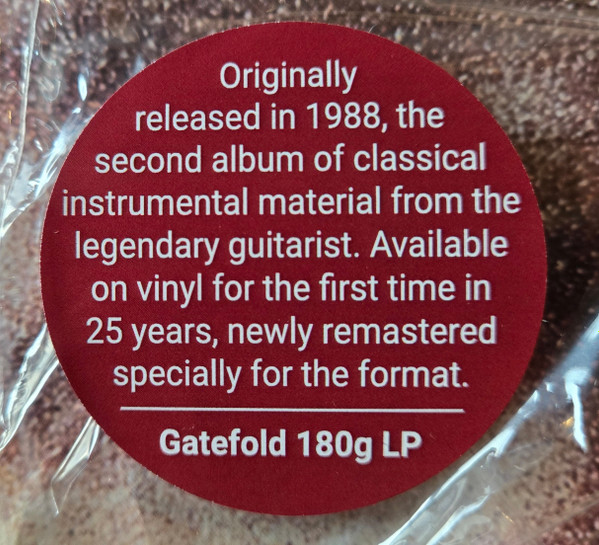 Originally
released in 1988, the
second album of classical
instrumental material from the
legendary guitarist. Available
on vinyl for the first time in
25 years, newly remastered
specially for the format.
Gatefold 180g LP